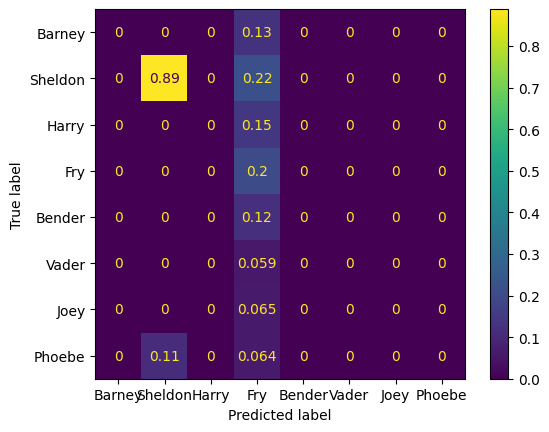 Barney 0 0 0 0.13 0 0 0 0
Sheldon 0 0.89 0 0.22 0 0 0 0
Harry 0 0 0 0.15 0 0 0 0
Fry 0 0 0 0.2 0 0 0 0
Bender 0 0 0 0.12 0 0 0 0
Vader 0 0 0 0.059 0 0 0 0
Joey 0 0 0 0.065 0 0 0 0
Phoebe 0 0.11 0 0.064 0 0 0 0
Barney Sheldon Harry Fry Bender Vader Joey Phoebe
Predicted label
True label
0.8
0.7
0.6
0.5
0.4
0.3
0.2
0.1
0.0